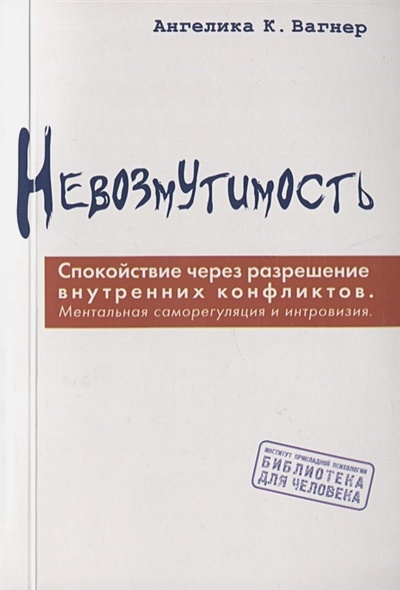 Ангелика К. Вагнер
Невозмутимость
Спокойствие через разрешение
внутренних конфликтов.
Ментальная саморегуляция и интровизия.
ИНСТИТУТ ПРИКЛАДНОЙ ПСИХОЛОГИИ
БИБЛИОТЕКА
ДЛЯ ЧЕЛОВЕКА